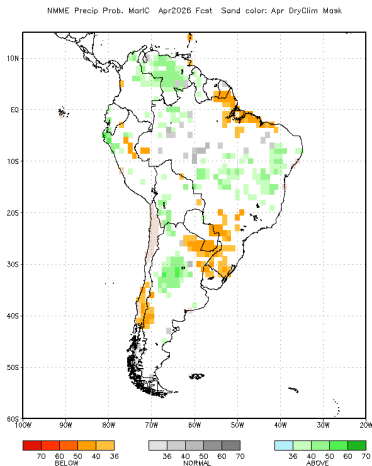 NMME Precip Prob. MarIC Apr2026 Fcst Sand color: Apr DryClim Mask
10N
EQ
10S
20S
30S
40S
50S
60S
100W 90W 80W 70W 60W 50W 40W 30W 20W
70 60 50 40 36 36 40 50 60 70 36 40 50 60 70
BELOW NORMAL ABOVE